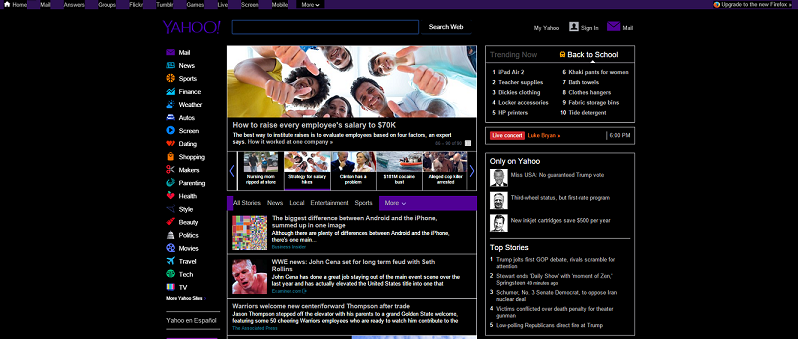 Home Mail Answers Groups Flickr Tumblr Games Live Screen Mobile More
Upgrade to the new Firefox »
YAHOO!
Search Web
My Yahoo
Sign In
Mail
Mail
News
Sports
Finance
Weather
Autos
Screen
Dating
Shopping
Makers
Parenting
Health
Style
Beauty
Politics
Movies
Travel
Tech
TV
More Yahoo Sites
Yahoo en Español
How to raise every employee's salary to $70K
The best way to institute raises is to evaluate employees based on four factors, an expert
says. How it worked at one company »
Nursing mom
ripped at store
Strategy for salary
hikes
Clinton has a
problem
$181M cocaine
bust
Alleged cop killer
arrested
All Stories News Local Entertainment Sports More
The biggest difference between Android and the iPhone,
summed up in one image
Although there are plenty of differences between Android and iPhone,
there's one main...
Business Insider
WWE news: John Cena set for long term feud with Seth
Rollins
John Cena has done a great job staying out of the main event scene over the
last year and has actually elevated the United States title into one that
Examiner.com
Warriors welcome new center/forward Thompson after trade
Jason Thompson stepped off the elevator with his parents to a grand Golden State welcome,
featuring some 50 cheering Warriors employees who are ready to watch him contribute to the
The Associated Press
Trending Now
Back to School
1 iPad Air 2
2 Teacher supplies
3 Dickies clothing
4 Locker accessories
5 HP printers
6 Khaki pants for women
7 Bath towels
8 Clothes hangers
9 Fabric storage bins
10 Tide detergent
Live concert Luke Bryan » 6:00 PM
Only on Yahoo
Miss USA: No guaranteed Trump vote
Third-wheel status, but first-rate program
New inkjet cartridges save $500 per year
Top Stories
1 Trump jolts first GOP debate, rivals scramble for
attention
2 Stewart ends 'Daily Show' with 'moment of Zen,'
Springsteen 49 minutes ago
3 Schumer, No. 3 Senate Democrat, to oppose Iran
nuclear deal
4 Victims conflicted over death penalty for theater
gunman
5 Low-polling Republicans direct fire at Trump